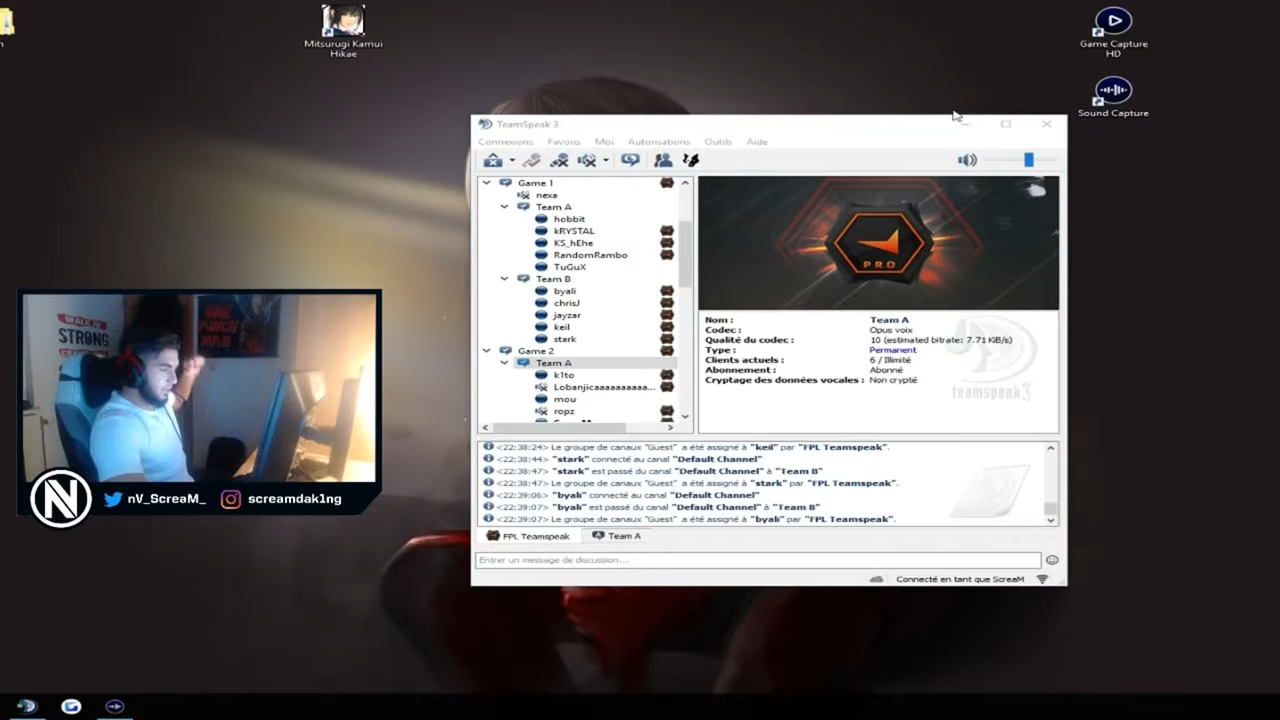 Mitsurugi Kamui
Hikae
Game Capture
HD
Sound Capture
TeamSpeak 3
Connexions Favoris Moi Autorisations Outils Aide
Game 1
nexa
Team A
hobbit
kRYSTAL
KS_hEhe
RandomRambo
TuGuX
Team B
byali
chrisJ
jayzar
keil
stark
Game 2
Team A
k1to
Lobanjicaaaaaaaaaa...
mou
ropz
PRO
Nom : Team A
Codec : Opus voix
Qualité du codec : 10 (estimated bitrate: 7.71 KiB/s)
Type : Permanent
Clients actuels : 6 / Illimité
Abonnement : Abonné
Cryptage des données vocales : Non crypté
teamspeak3
<22:38:24> Le groupe de canaux "Guest" a été assigné à "keil" par "FPL Teamspeak".
<22:38:44> "stark" connecté au canal "Default Channel"
<22:38:47> "stark" est passé du canal "Default Channel" à "Team B"
<22:38:47> Le groupe de canaux "Guest" a été assigné à "stark" par "FPL Teamspeak".
<22:39:06> "byali" connecté au canal "Default Channel"
<22:39:07> "byali" est passé du canal "Default Channel" à "Team B"
<22:39:07> Le groupe de canaux "Guest" a été assigné à "byali" par "FPL Teamspeak".
FPL Teamspeak Team A
Entrer un message de discussion...
Connecté en tant que ScreaM
STRONG
ONE
PUNCH
MAN
N nV_ScreaM_ screamdak1ng